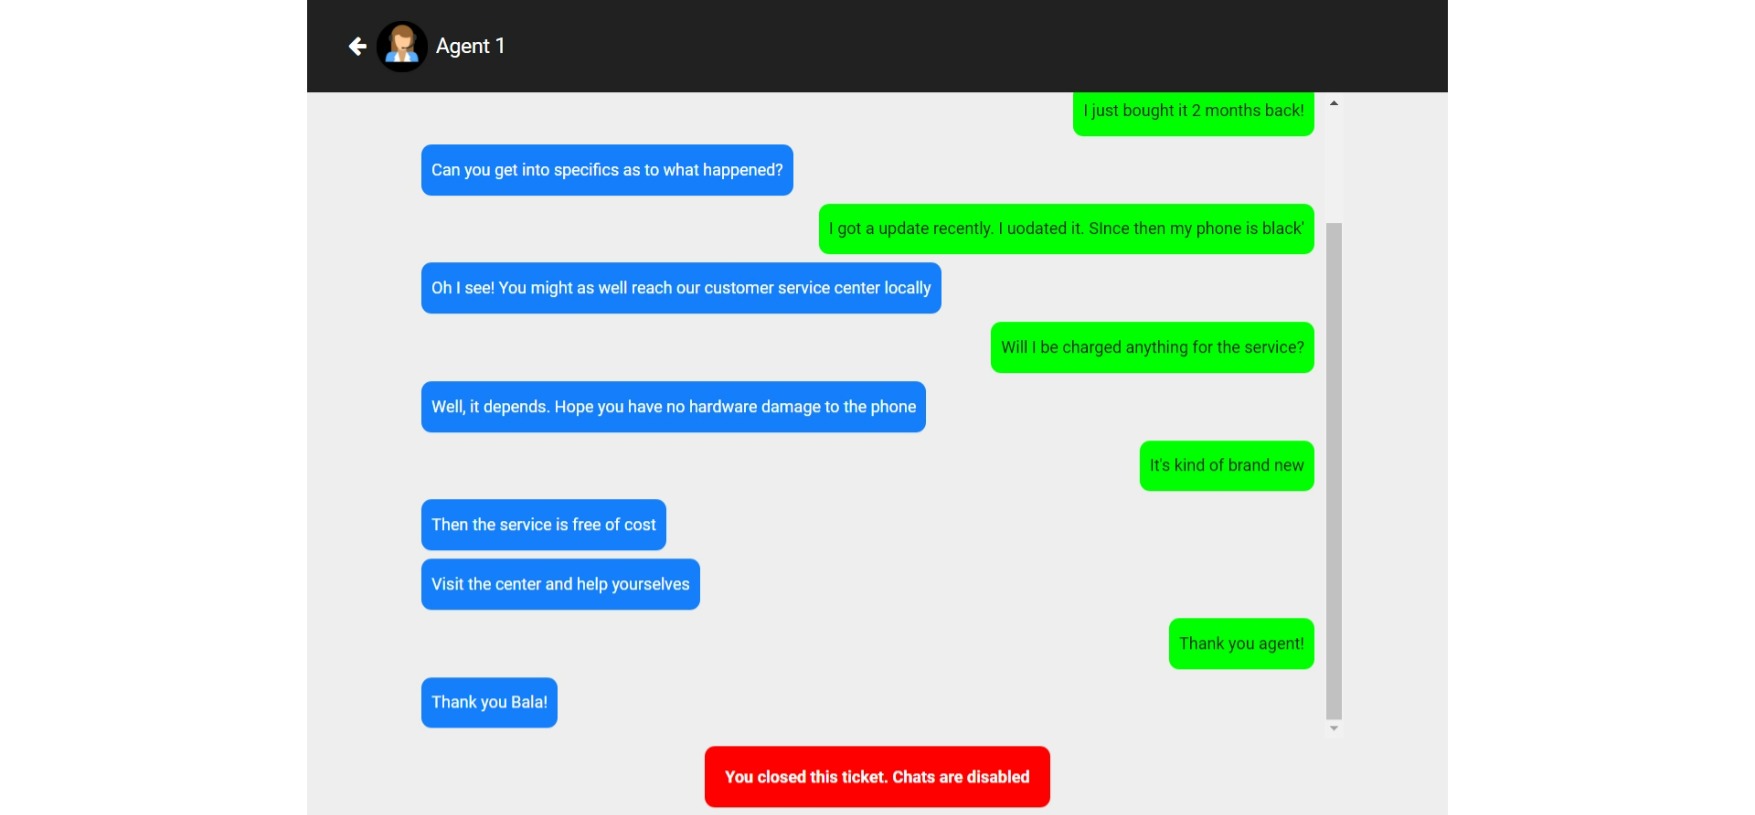 Agent 1
I just bought it 2 months back!
Can you get into specifics as to what happened?
I got a update recently. I uodated it. SInce then my phone is black'
Oh I see! You might as well reach our customer service center locally
Will I be charged anything for the service?
Well, it depends. Hope you have no hardware damage to the phone
It's kind of brand new
Then the service is free of cost
Visit the center and help yourselves
Thank you agent!
Thank you Bala!
You closed this ticket. Chats are disabled